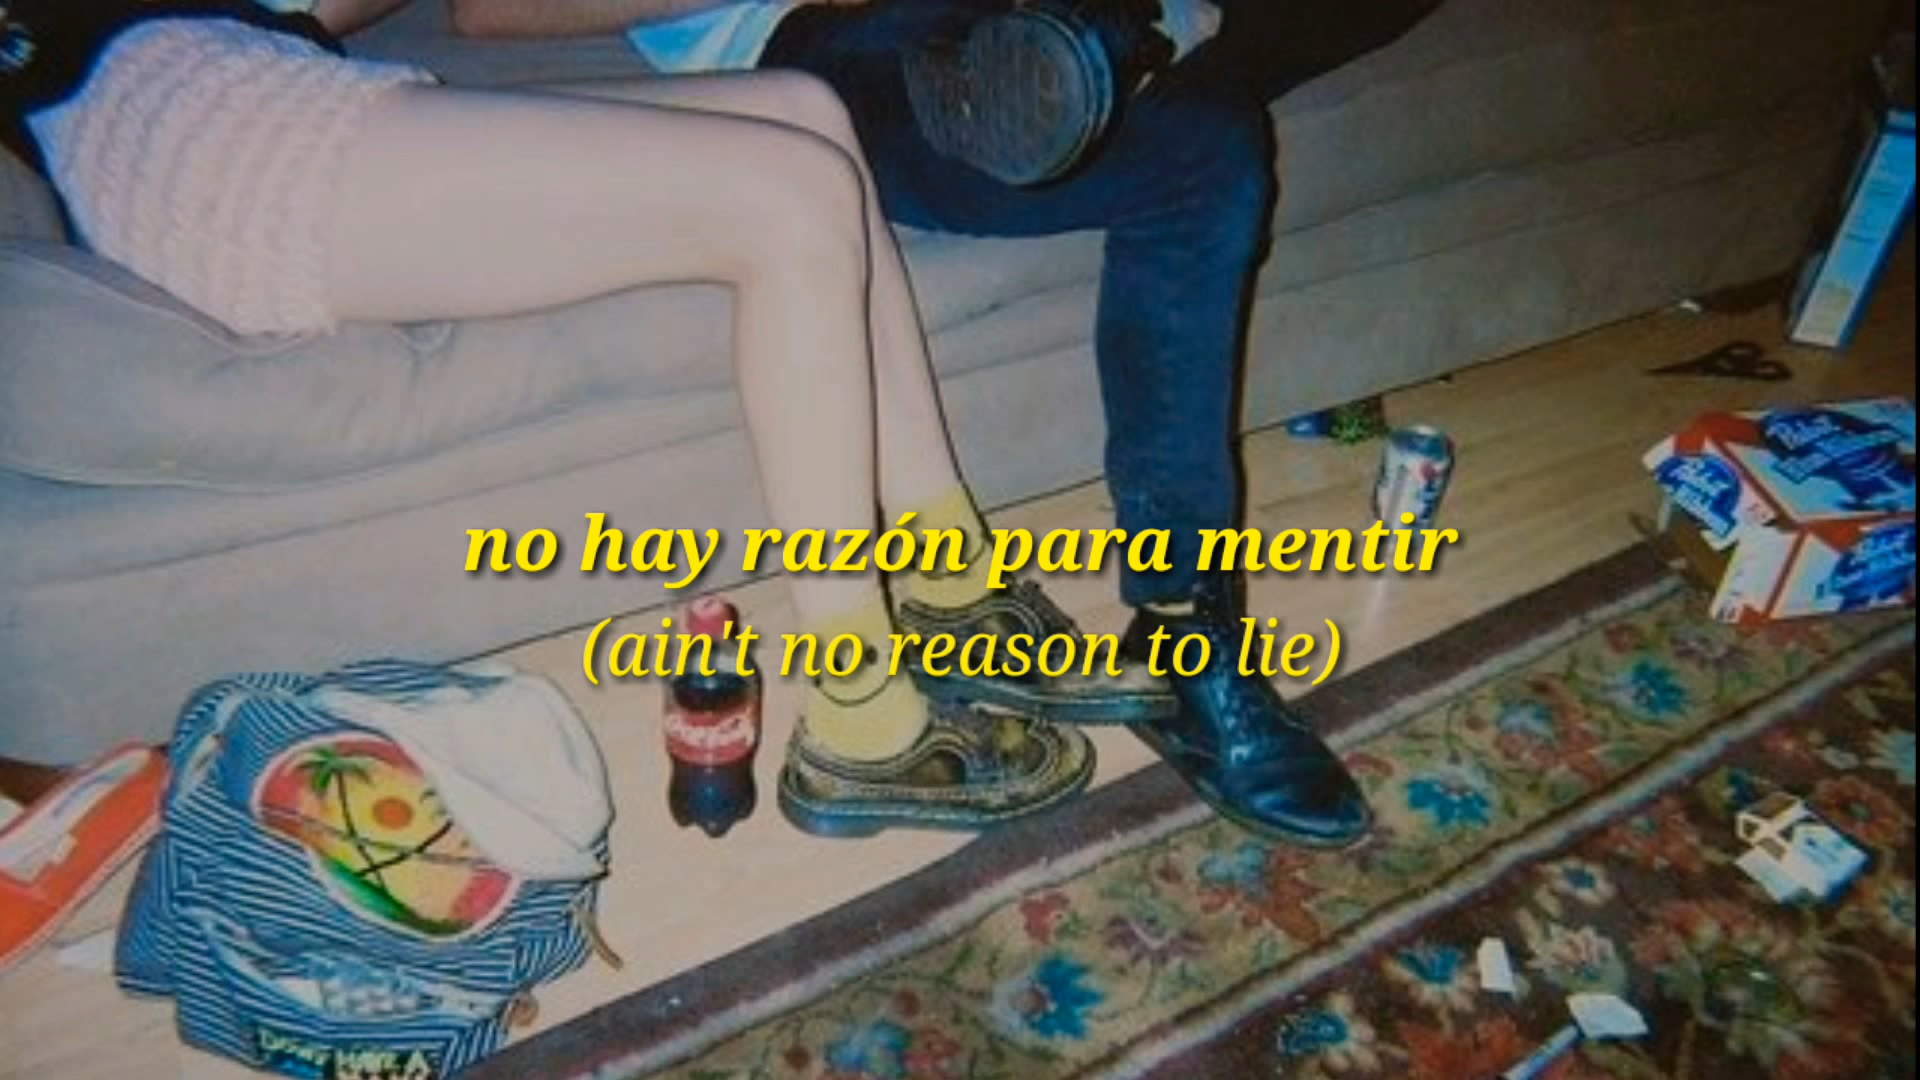 no hay razón para mentir
(ain't no reason to lie)